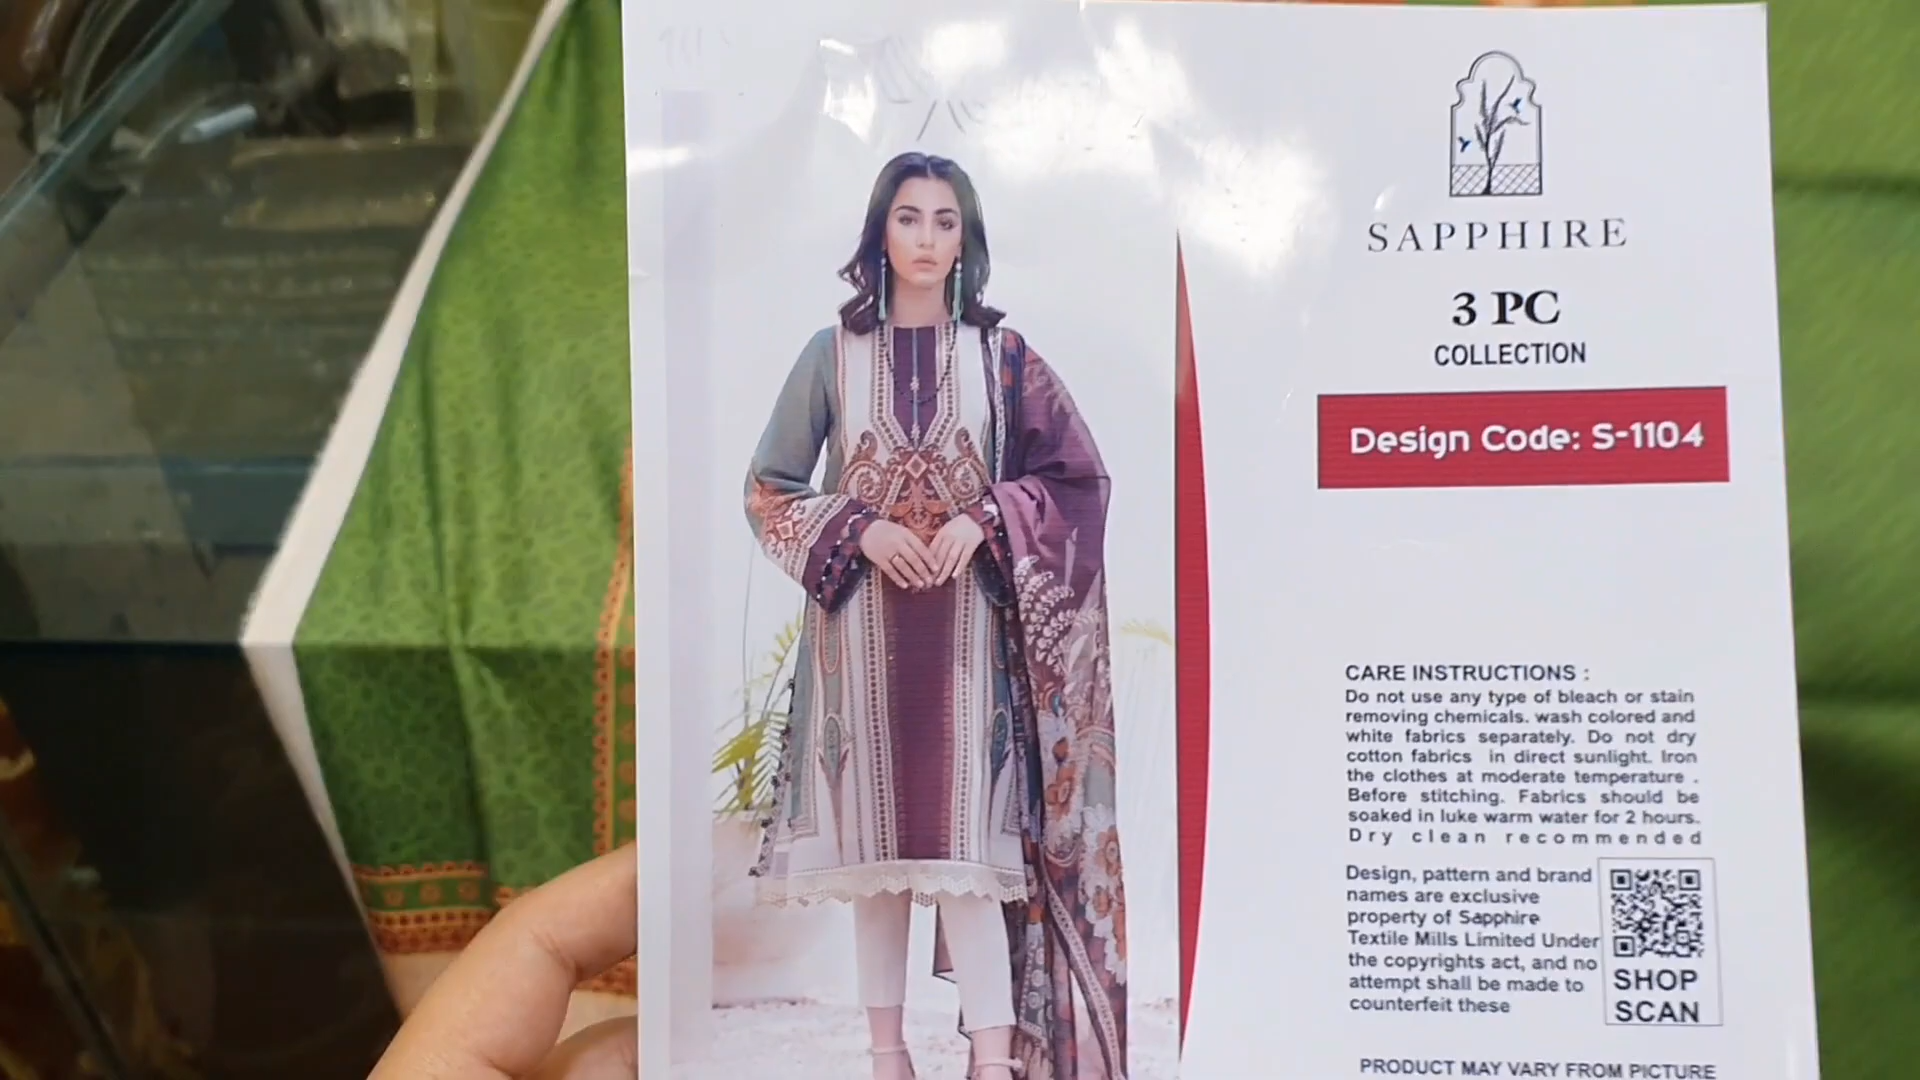 SAPPHIRE
3 PC
COLLECTION
Design Code: S-1104
CARE INSTRUCTIONS :
Do not use any type of bleach or stain
removing chemicals. wash colored and
white fabrics separately. Do not dry
cotton fabrics in direct sunlight. Iron
the clothes at moderate temperature .
Before stitching. Fabrics should be
soaked in luke warm water for 2 hours.
Dry clean recommended
Design, pattern and brand
names are exclusive
property of Sapphire
Textile Mills Limited Under
the copyrights act, and no
attempt shall be made to
counterfeit these
SHOP
SCAN
PRODUCT MAY VARY FROM PICTURE